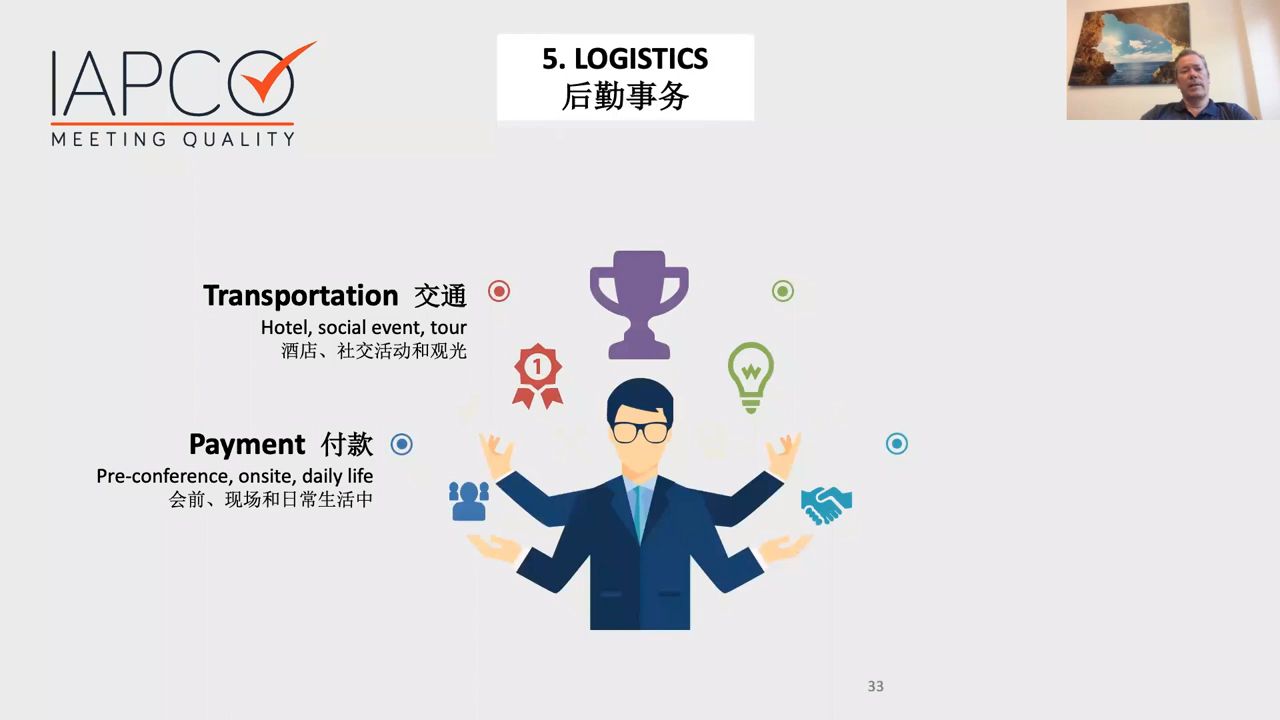 IAPCO
MEETING QUALITY
5. LOGISTICS
后勤事务
Transportation 交通
Hotel, social event, tour
酒店、社交活动和观光
1
Payment 付款
Pre-conference, onsite, daily life
会前、现场和日常生活中
33